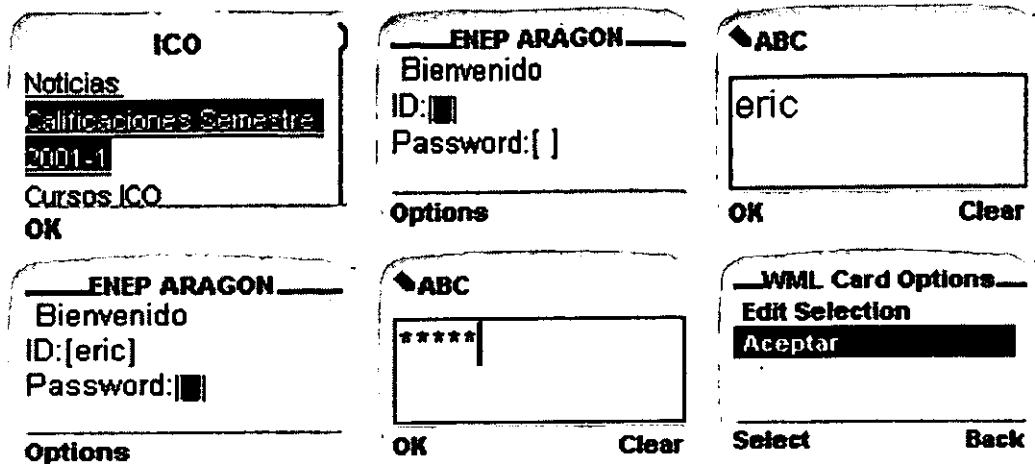 ICO
Noticias
Calificaciones Semestre
2001-1
Cursos ICO
OK
ENEP ARAGON
Bienvenido
ID:[ ]
Password:[ ]
Options
ABC
eric
OK Clear
ENEP ARAGON
Bienvenido
ID:[eric]
Password:[ ]
Options
ABC
*****
OK Clear
WML Card Options
Edit Selection
Aceptar
Select Back